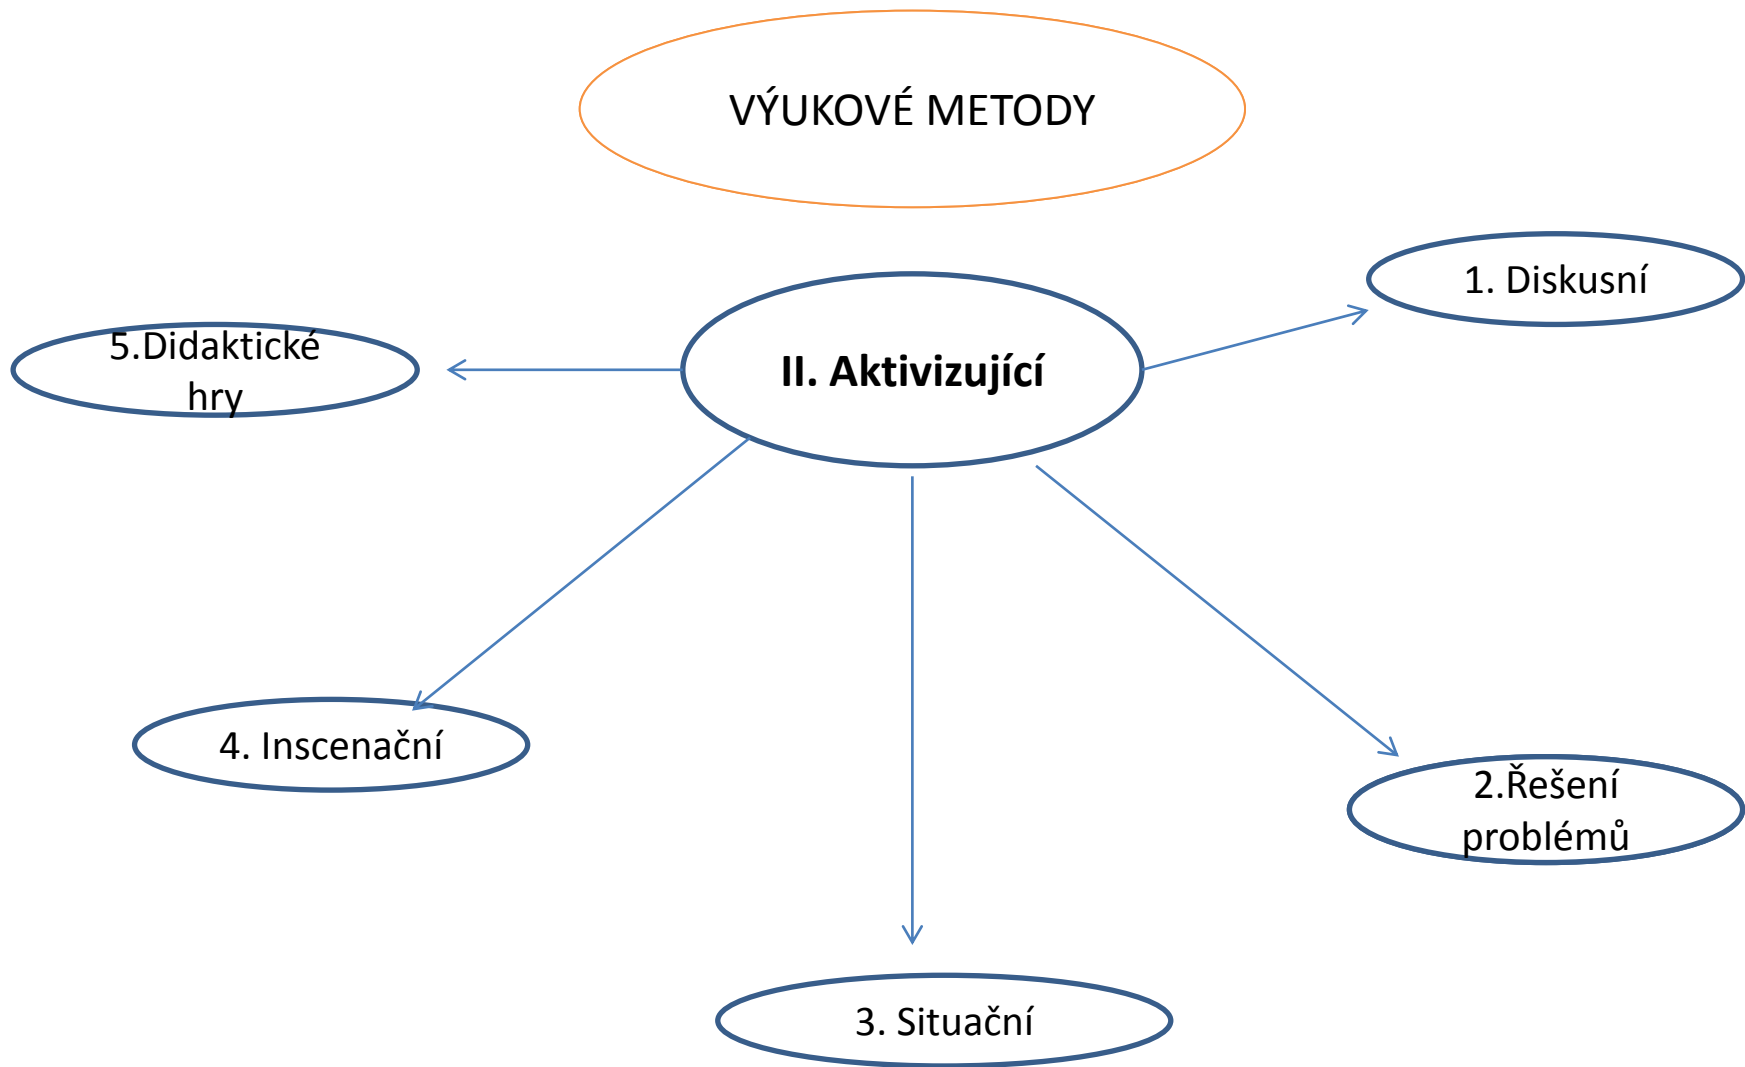 VÝUKOVÉ METODY
II. Aktivizující
1. Diskusní
2.Řešení
problémů
3. Situační
4. Inscenační
5.Didaktické
hry